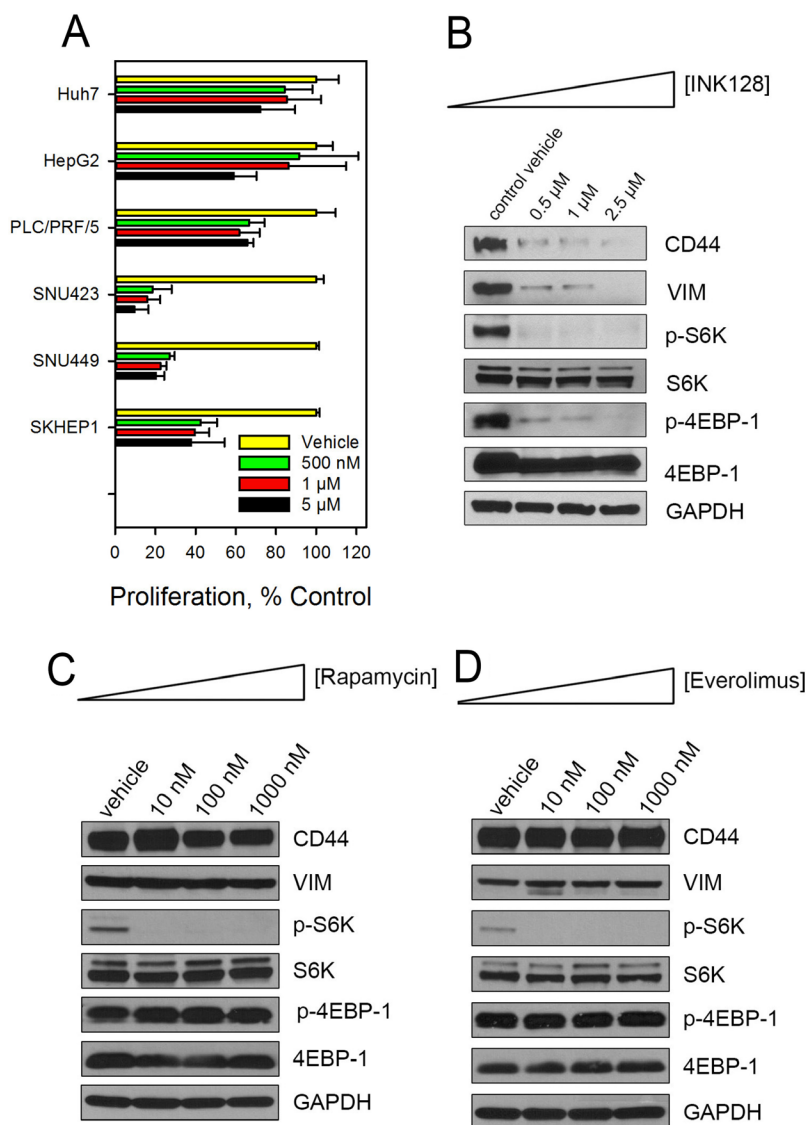 A
Huh7
HepG2
PLC/PRF/5
SNU423
SNU449
SKHEP1
Vehicle
500 nM
1 µM
5 µM
0 20 40 60 80 100 120
Proliferation, % Control
B
[INK128]
control vehicle 0.5 µM 1 µM 2.5 µM
CD44
VIM
p-S6K
S6K
p-4EBP-1
4EBP-1
GAPDH
C
[Rapamycin]
vehicle 10 nM 100 nM 1000 nM
CD44
VIM
p-S6K
S6K
p-4EBP-1
4EBP-1
GAPDH
D
[Everolimus]
vehicle 10 nM 100 nM 1000 nM
CD44
VIM
p-S6K
S6K
p-4EBP-1
4EBP-1
GAPDH